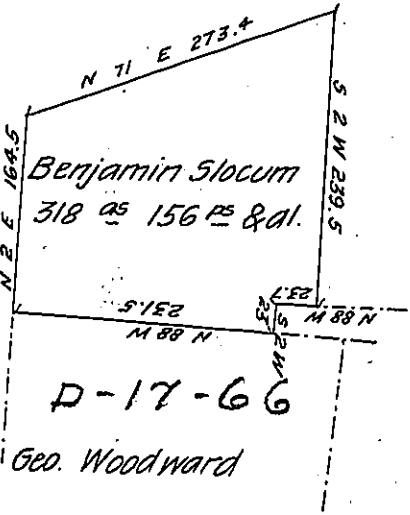 N 71 E 273.4
S 2 W 239.5
N 2 E 164.5
Benjamin Slocum
318 as 156 ps & al.
23.7
N 88 W
S 2 W
23
231.5
N 88 W
D-17-66
Geo. Woodward